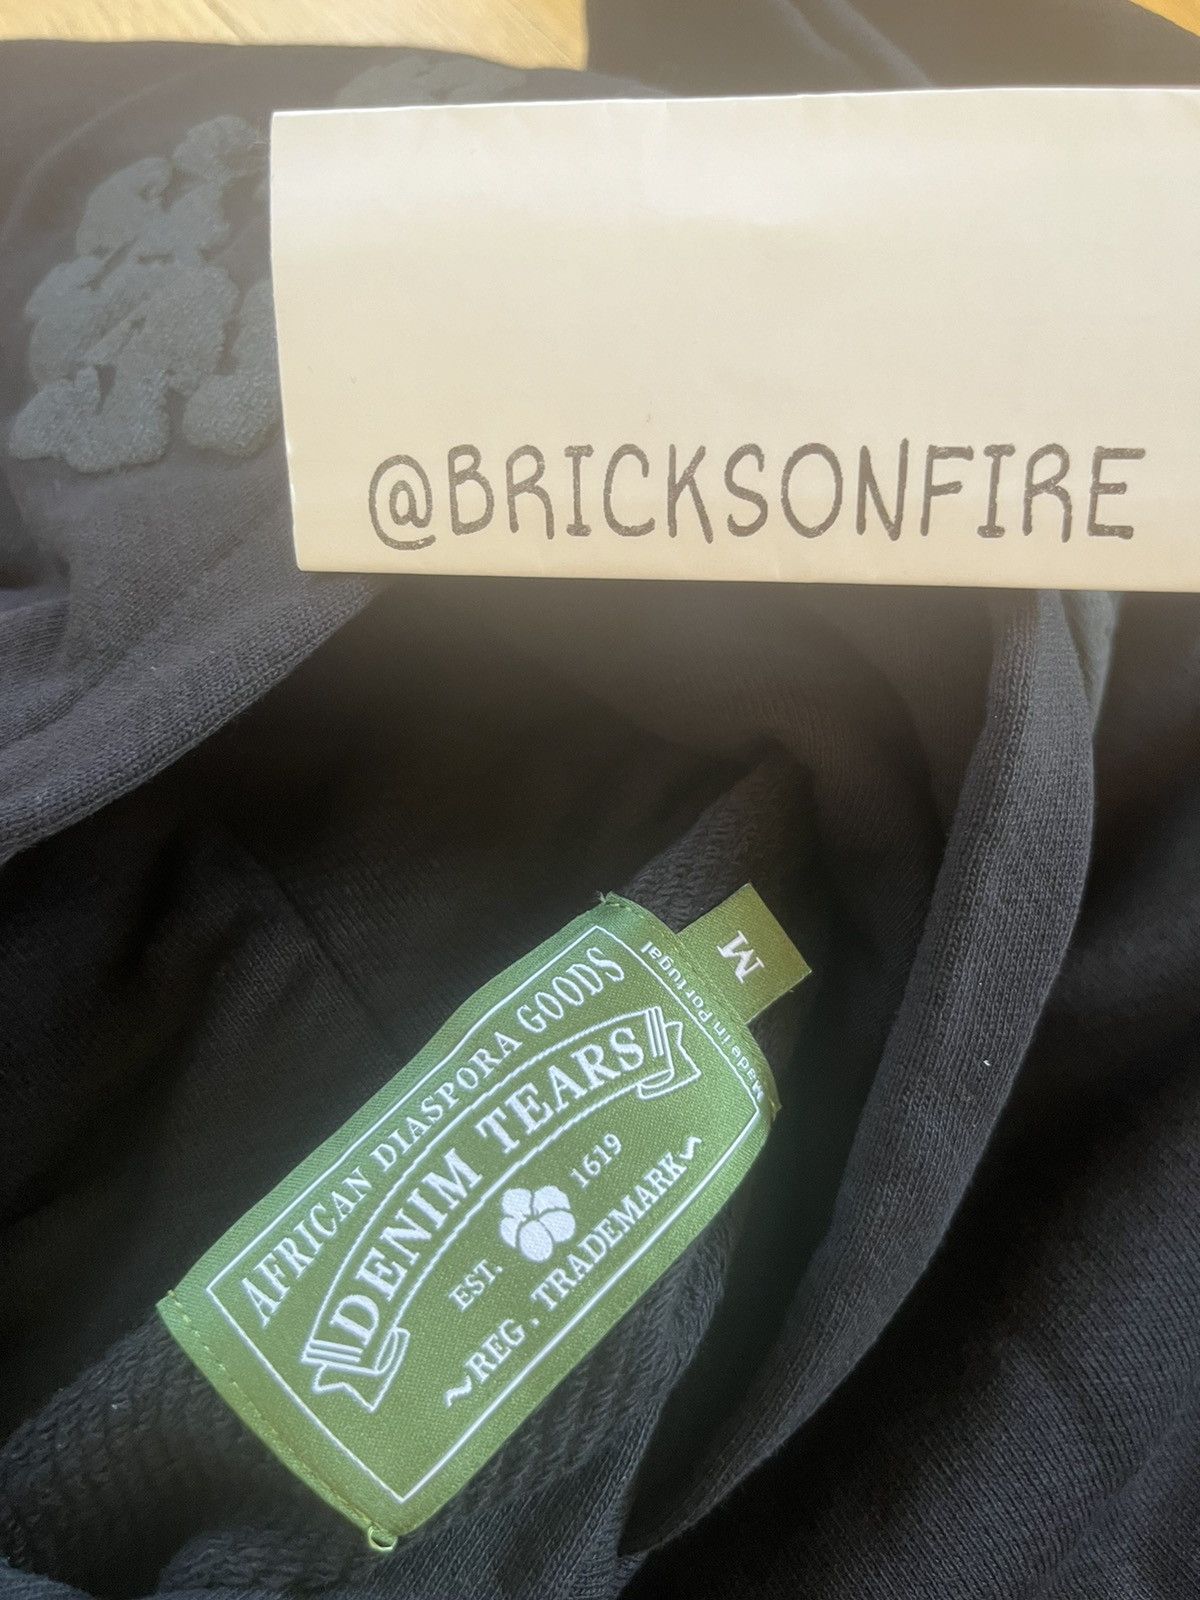 @BRICKSONFIRE
M
Made in Portugal
AFRICAN DIASPORA GOODS
DENIM TEARS
EST. 1619
~REG. TRADEMARK~